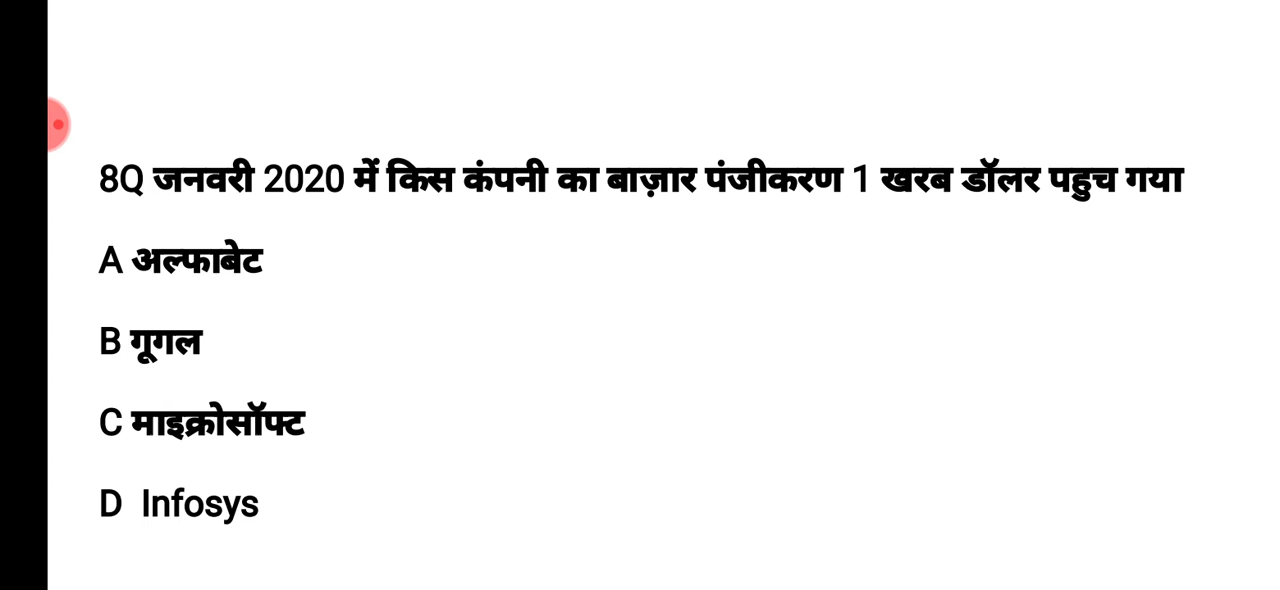 8Q जनवरी 2020 में किस कंपनी का बाज़ार पंजीकरण 1 खरब डॉलर पहुच गया
A अल्फाबेट
B गूगल
C माइक्रोसॉफ्ट
D Infosys